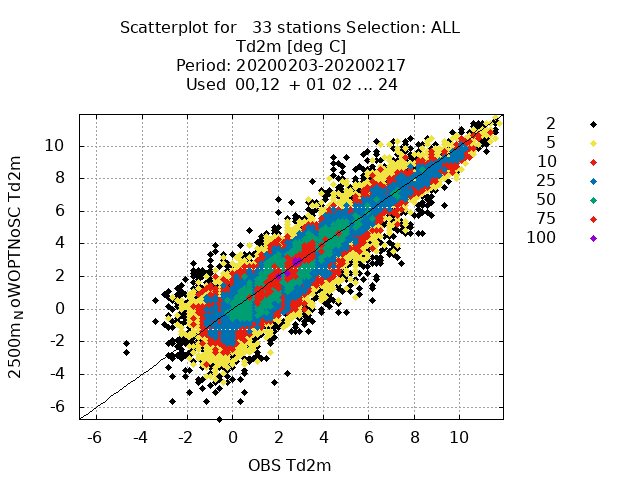 Scatterplot for   33 stations Selection: ALL
Td2m [deg C]
Period: 20200203-20200217
Used  00,12  + 01 02 ... 24
2500m_NoWOPTNoSC Td2m
10
8
6
4
2
0
-2
-4
-6
-6 -4 -2 0 2 4 6 8 10
OBS Td2m
2
5
10
25
50
75
100